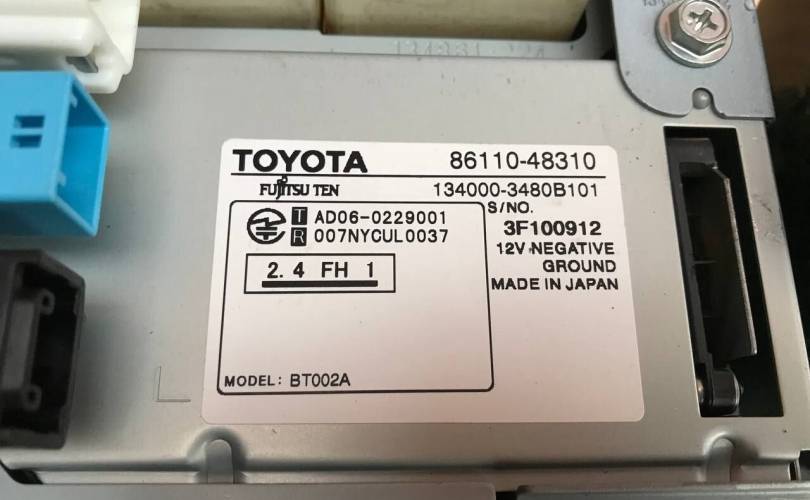 TOYOTA 86110-48310
FUJITSU TEN 134000-3480B101
S/NO.
T AD06-0229001
R 007NYCUL0037
3F100912
12V NEGATIVE
GROUND
MADE IN JAPAN
2.4 FH 1
MODEL: BT002A